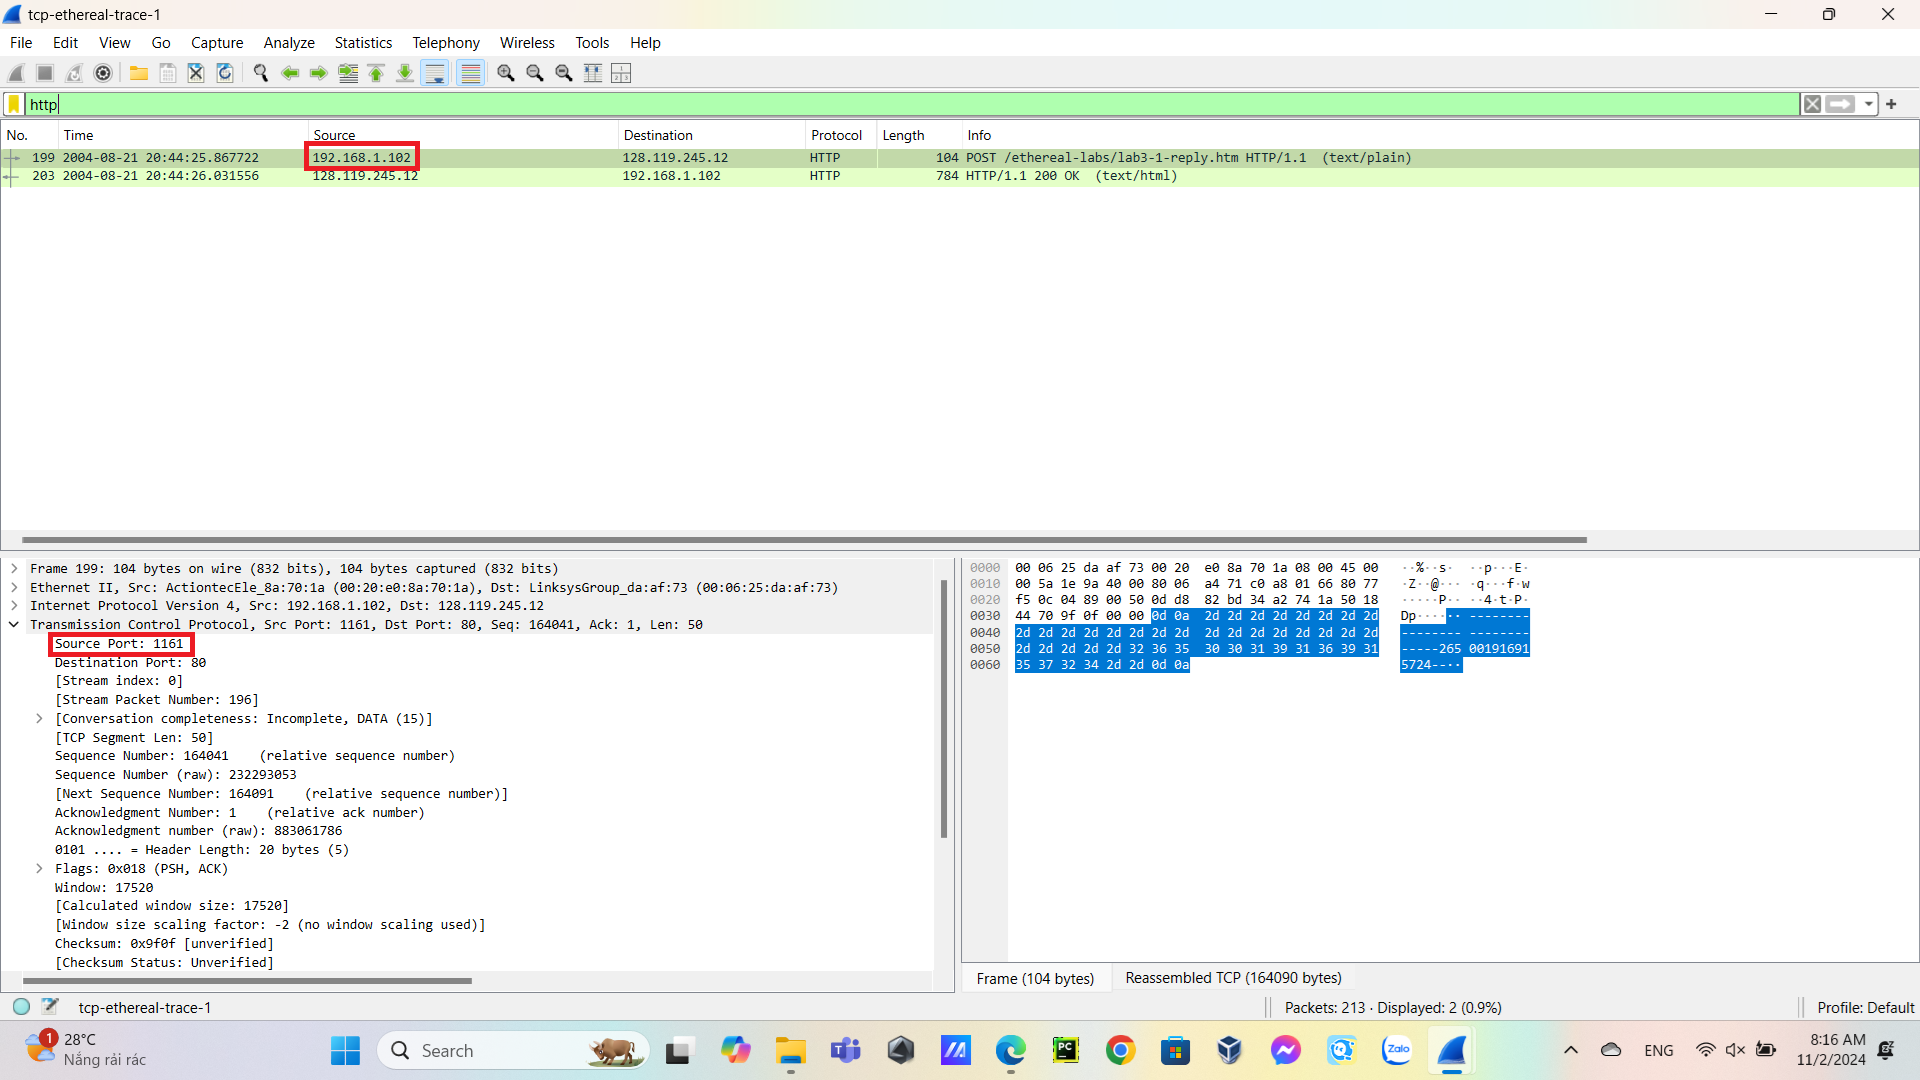 tcp-ethereal-trace-1
File Edit View Go Capture Analyze Statistics Telephony Wireless Tools Help
http
No. Time Source Destination Protocol Length Info
199 2004-08-21 20:44:25.867722 192.168.1.102 128.119.245.12 HTTP 104 POST /ethereal-labs/lab3-1-reply.htm HTTP/1.1  (text/plain)
203 2004-08-21 20:44:26.031556 128.119.245.12 192.168.1.102 HTTP 784 HTTP/1.1 200 OK  (text/html)
Frame 199: 104 bytes on wire (832 bits), 104 bytes captured (832 bits)
Ethernet II, Src: ActiontecEle_8a:70:1a (00:20:e0:8a:70:1a), Dst: LinksysGroup_da:af:73 (00:06:25:da:af:73)
Internet Protocol Version 4, Src: 192.168.1.102, Dst: 128.119.245.12
Transmission Control Protocol, Src Port: 1161, Dst Port: 80, Seq: 164041, Ack: 1, Len: 50
Source Port: 1161
Destination Port: 80
[Stream index: 0]
[Stream Packet Number: 196]
[Conversation completeness: Incomplete, DATA (15)]
[TCP Segment Len: 50]
Sequence Number: 164041    (relative sequence number)
Sequence Number (raw): 232293053
[Next Sequence Number: 164091    (relative sequence number)]
Acknowledgment Number: 1    (relative ack number)
Acknowledgment number (raw): 883061786
0101 .... = Header Length: 20 bytes (5)
Flags: 0x018 (PSH, ACK)
Window: 17520
[Calculated window size: 17520]
[Window size scaling factor: -2 (no window scaling used)]
Checksum: 0x9f0f [unverified]
[Checksum Status: Unverified]
0000 00 06 25 da af 73 00 20 e0 8a 70 1a 08 00 45 00 ··%··s· ··p···E·
0010 00 5a 1e 9a 40 00 80 06 a4 71 c0 a8 01 66 80 77 ·Z··@··· ·q···f·w
0020 f5 0c 04 89 00 50 0d d8 82 bd 34 a2 74 1a 50 18 ·····P·· ··4·t·P·
0030 44 70 9f 0f 00 00 0d 0a 2d 2d 2d 2d 2d 2d 2d 2d Dp······ --------
0040 2d 2d 2d 2d 2d 2d 2d 2d 2d 2d 2d 2d 2d 2d 2d 2d -------- --------
0050 2d 2d 2d 2d 2d 32 36 35 30 30 31 39 31 36 39 31 -----265 00191691
0060 35 37 32 34 2d 2d 0d 0a 5724--··
Frame (104 bytes) Reassembled TCP (164090 bytes)
tcp-ethereal-trace-1 Packets: 213 · Displayed: 2 (0.9%) Profile: Default
1
28°C
Nắng rải rác
Search
PC
Zalo
ENG
8:16 AM
11/2/2024